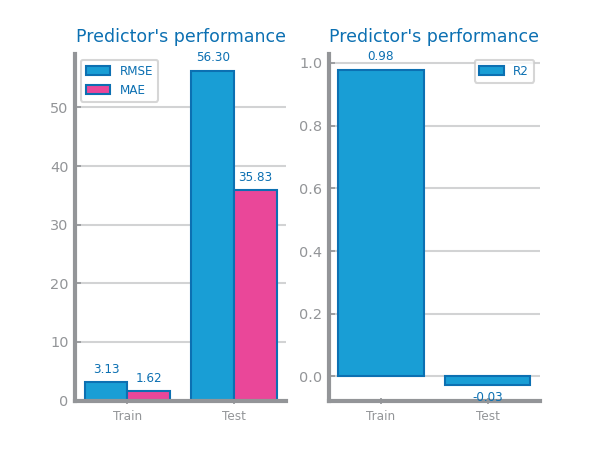 Predictor's performance
RMSE
MAE
56.30
35.83
3.13
1.62
50
40
30
20
10
0
Train
Test
Predictor's performance
R2
0.98
-0.03
1.0
0.8
0.6
0.4
0.2
0.0
Train
Test